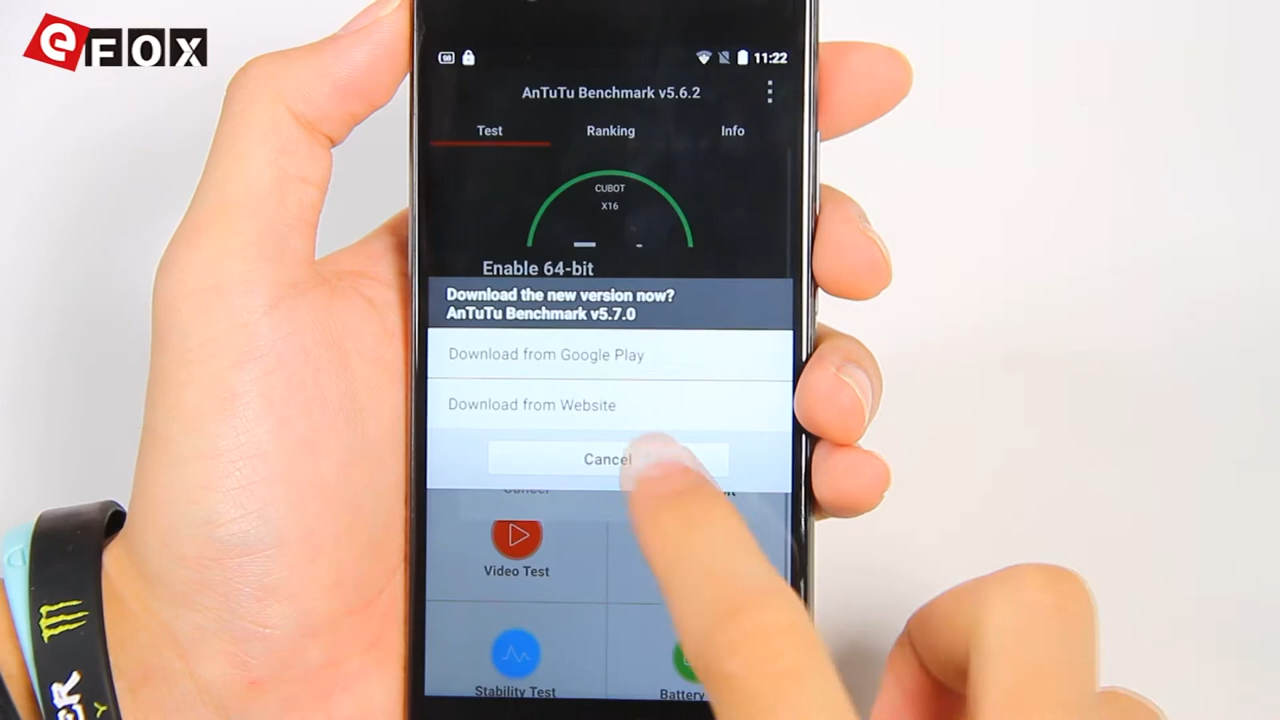 eFOX
11:22
AnTuTu Benchmark v5.6.2
Test
Ranking
Info
CUBOT
X16
Enable 64-bit
Download the new version now?
AnTuTu Benchmark v5.7.0
Download from Google Play
Download from Website
Cancel
Cancel
Video Test
Stability Test
Battery